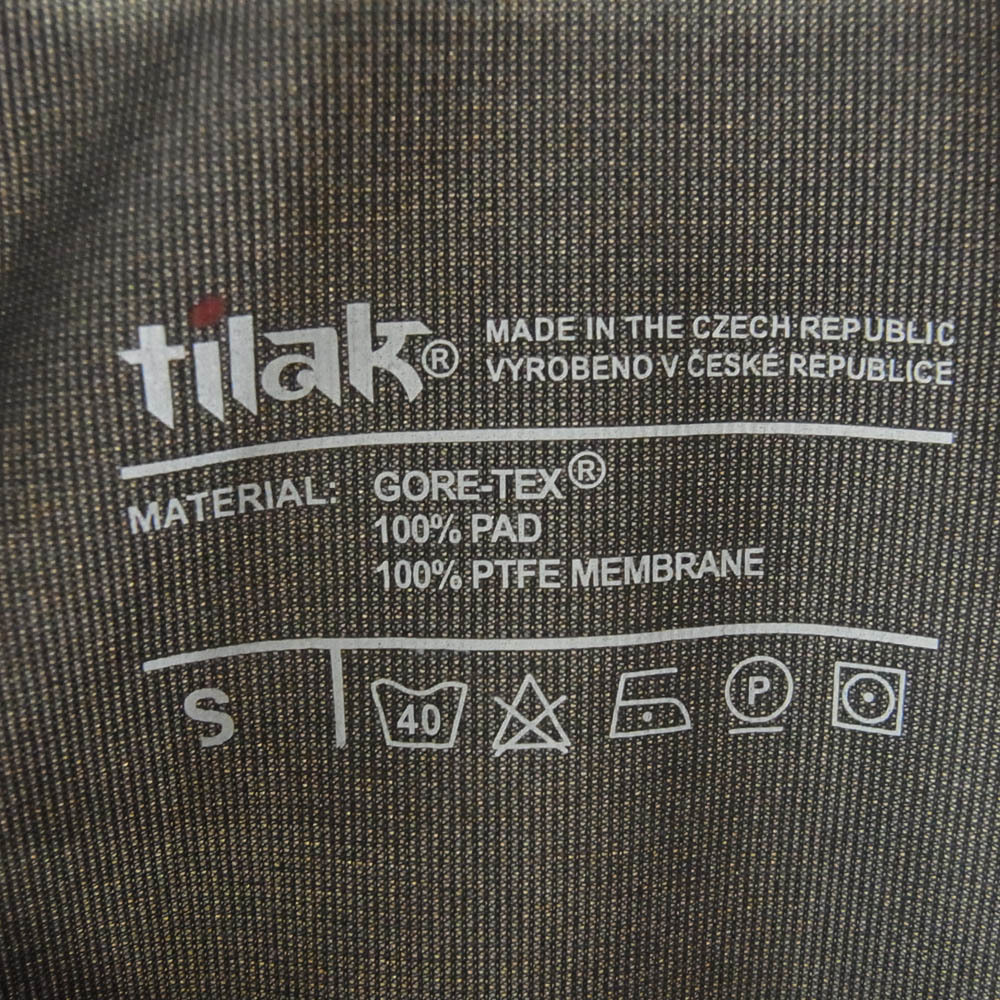 tilak®
MADE IN THE CZECH REPUBLIC
VYROBENO V ČESKÉ REPUBLICE
MATERIAL: GORE-TEX®
100% PAD
100% PTFE MEMBRANE
S 40 P